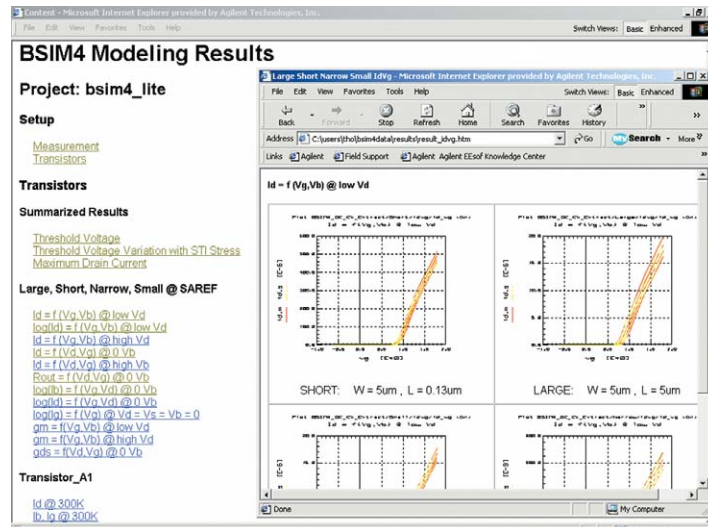 Content - Microsoft Internet Explorer provided by Agilent Technologies, Inc.
File Edit View Favorites Tools Help
Switch Views: Basic Enhanced
BSIM4 Modeling Results
Project: bsim4_lite
Setup
Measurement
Transistors
Transistors
Summarized Results
Threshold Voltage
Threshold Voltage Variation with STI Stress
Maximum Drain Current
Large, Short, Narrow, Small @ SAREF
Id = f (Vg,Vb) @ low Vd
log(Id) = f (Vg,Vb) @ low Vd
Id = f (Vg,Vb) @ high Vd
Id = f (Vd,Vg) @ 0 Vb
Id = f (Vd,Vg) @ high Vb
Rout = f (Vd,Vg) @ 0 Vb
log(Ib) = f (Vg,Vd) @ 0 Vb
log(Id) = f (Vg,Vd) @ 0 Vb
log(Ig) = f (Vg) @ Vd = Vs = Vb = 0
gm = f(Vg,Vb) @ low Vd
gm = f(Vg,Vb) @ high Vd
gds = f(Vd,Vg) @ 0 Vb
Transistor_A1
Id @ 300K
Ib, Ig @ 300K
Large Short Narrow Small IdVg - Microsoft Internet Explorer provided by Agilent Technologies, Inc.
File Edit View Favorites Tools Help
Switch Views: Basic Enhanced
Back Forward Stop Refresh Home Search Favorites History
Address C:\users\tho\bsim4data\results\result_idvg.htm Go Search More
Links Agilent Field Support Agilent Agilent EEsof Knowledge Center
Id = f (Vg,Vb) @ low Vd
SHORT: W = 5um , L = 0.13um
LARGE: W = 5um , L = 5um
Done
My Computer